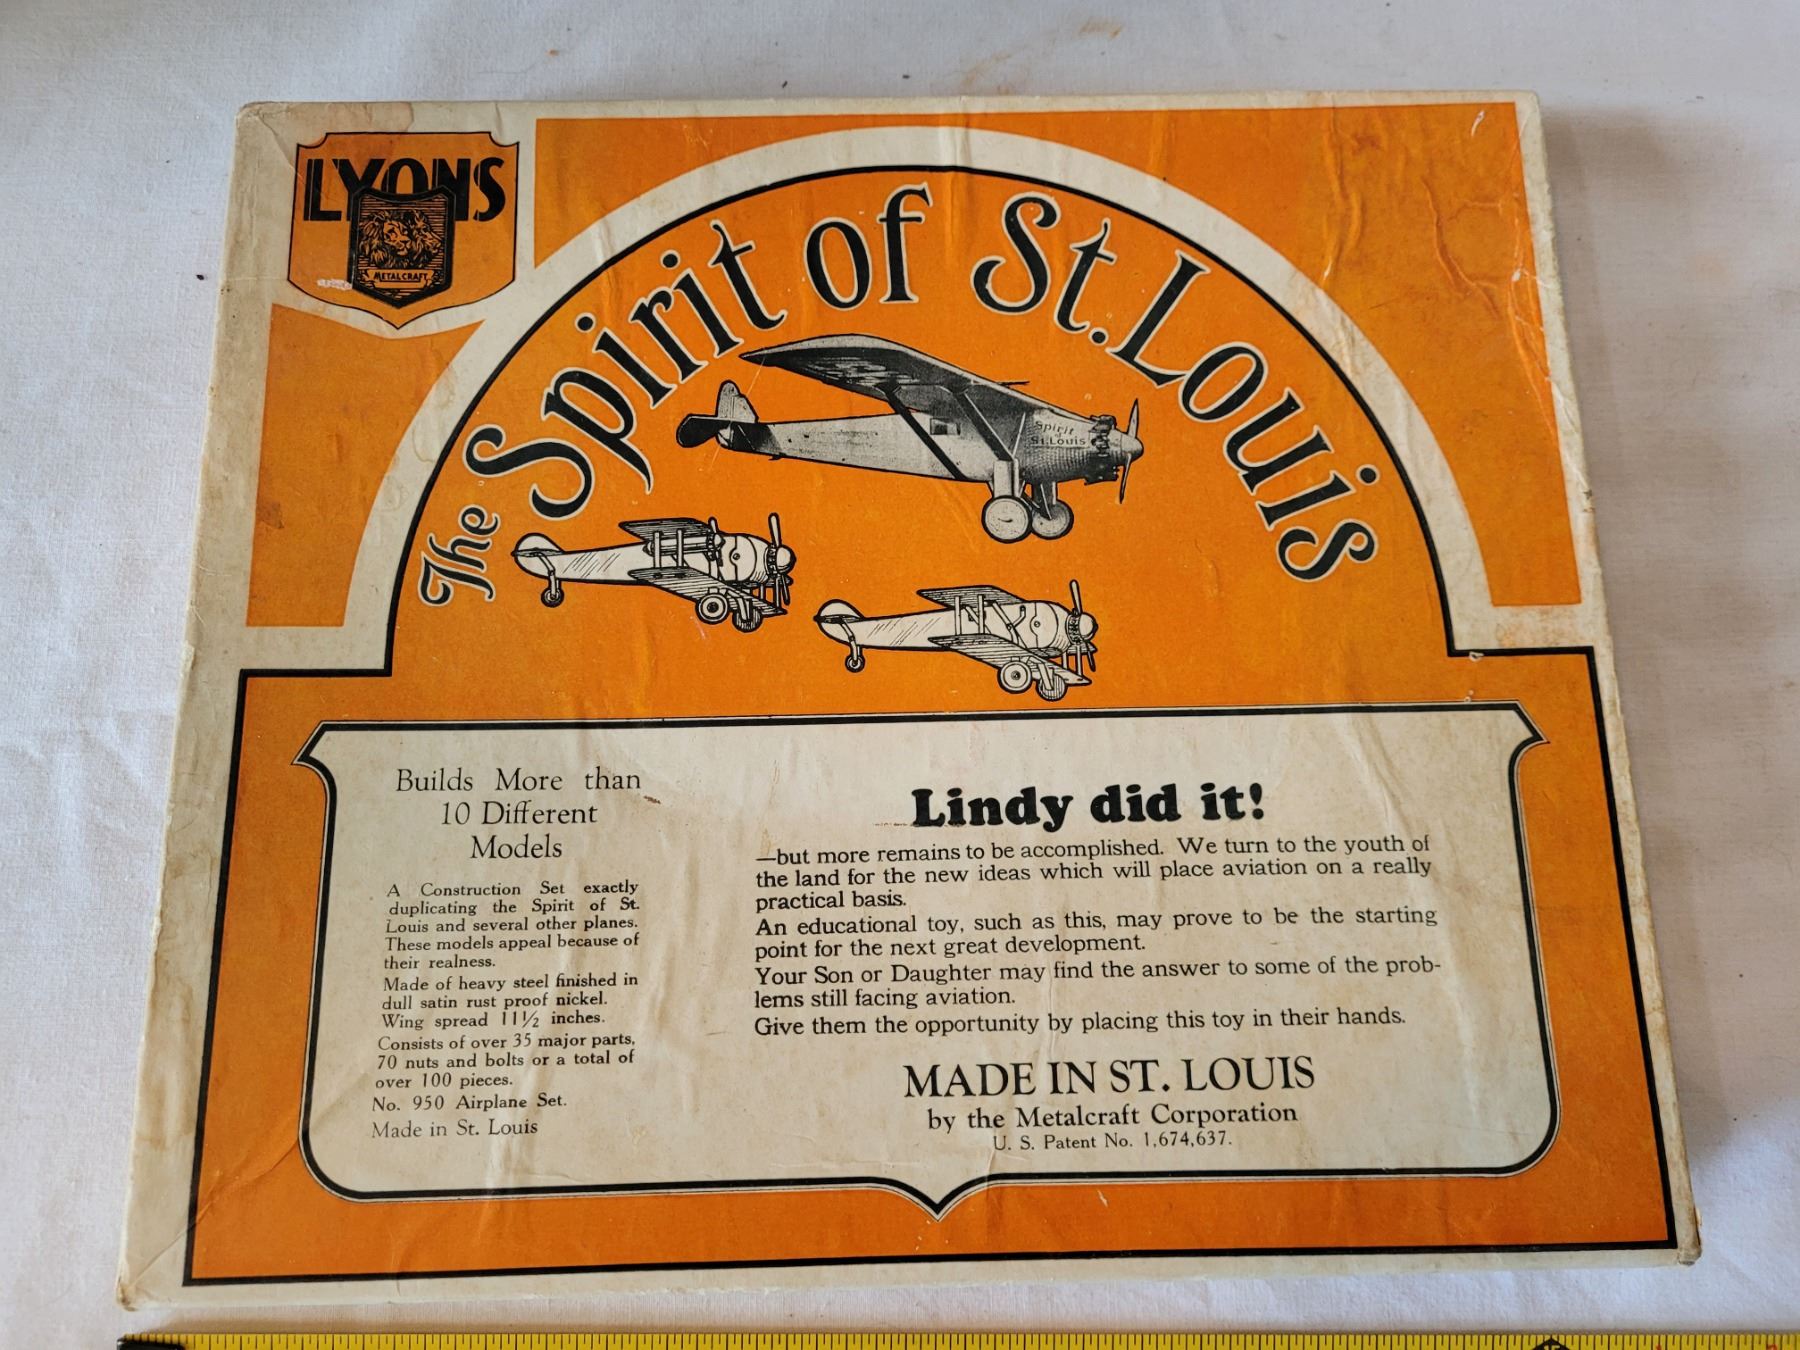 LYONS
METALCRAFT
The Spirit of St. Louis
Spirit
of
St. Louis
Builds More than
10 Different
Models
A Construction Set exactly
duplicating the Spirit of St.
Louis and several other planes.
These models appeal because of
their realness.
Made of heavy steel finished in
dull satin rust proof nickel.
Wing spread 11½ inches.
Consists of over 35 major parts,
70 nuts and bolts or a total of
over 100 pieces.
No. 950 Airplane Set.
Made in St. Louis
Lindy did it!
—but more remains to be accomplished. We turn to the youth of
the land for the new ideas which will place aviation on a really
practical basis.
An educational toy, such as this, may prove to be the starting
point for the next great development.
Your Son or Daughter may find the answer to some of the prob-
lems still facing aviation.
Give them the opportunity by placing this toy in their hands.
MADE IN ST. LOUIS
by the Metalcraft Corporation
U. S. Patent No. 1,674,637.